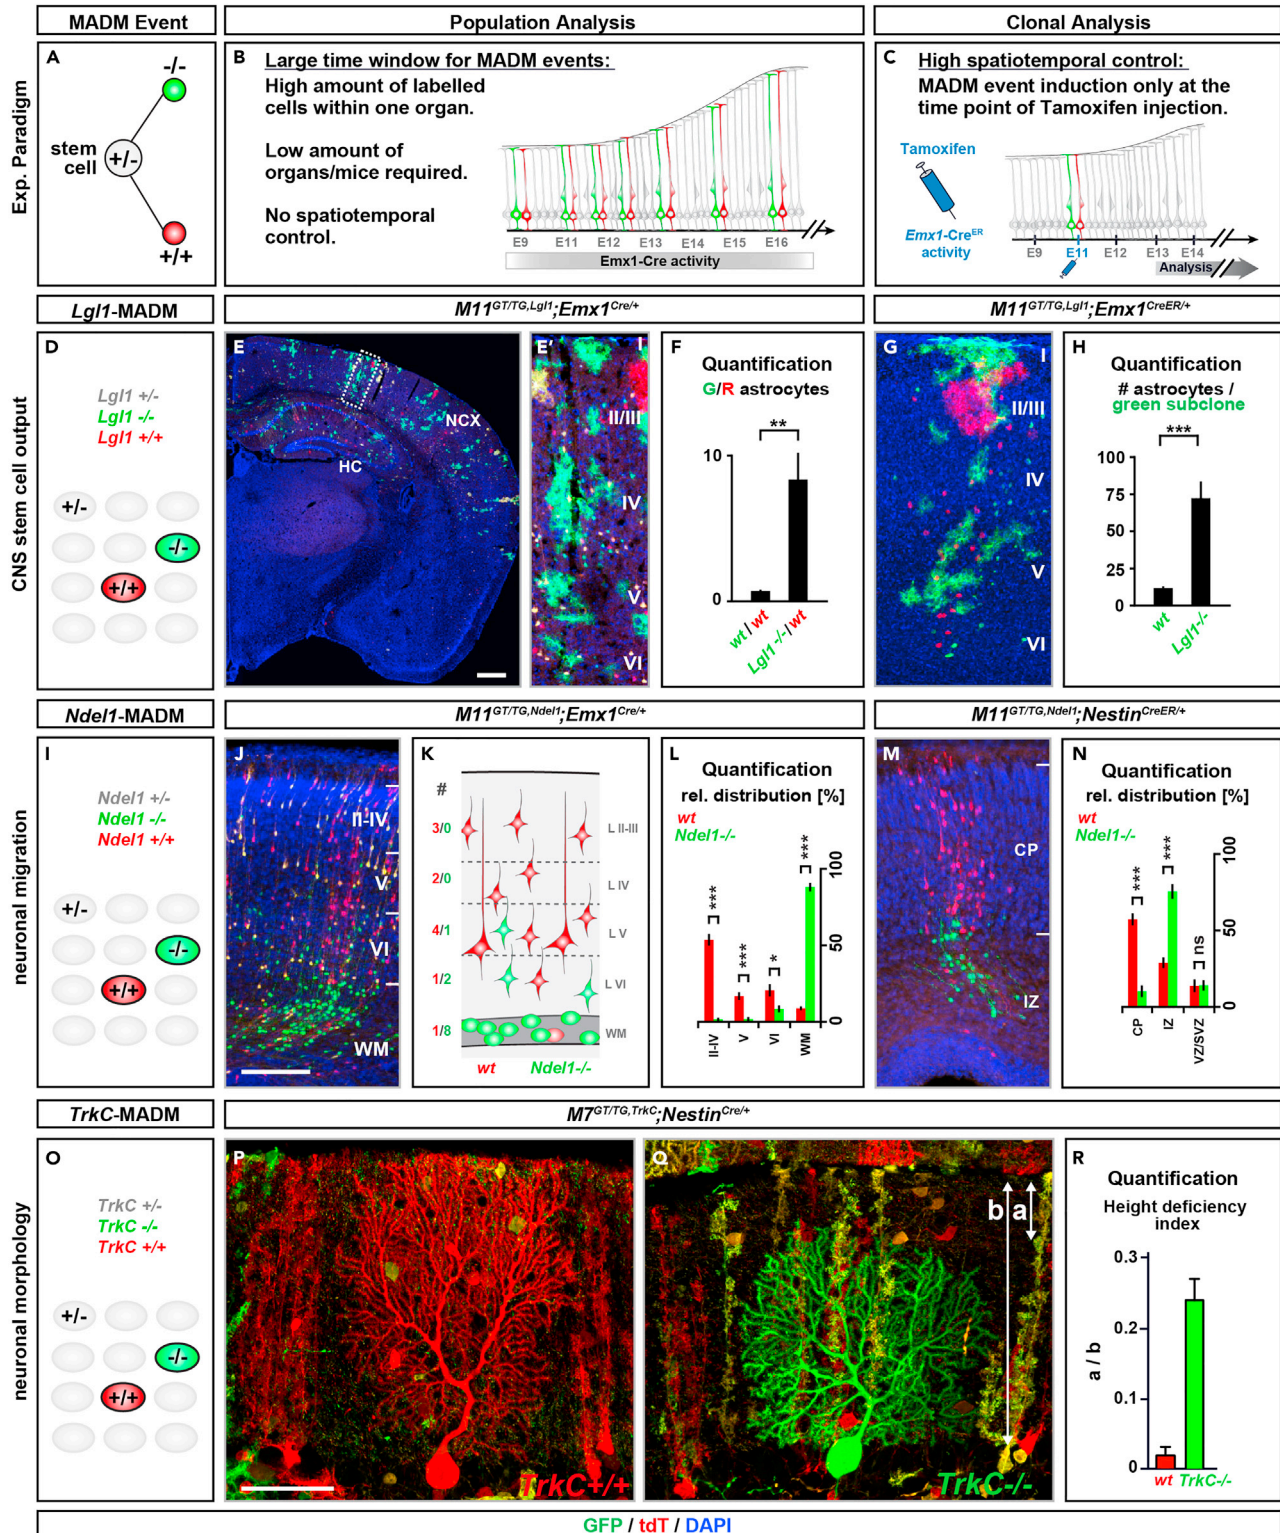 MADM Event
Population Analysis
Clonal Analysis
Exp. Paradigm
A
-/-
stem
cell
+/-
+/+
B
Large time window for MADM events:
High amount of labelled
cells within one organ.
Low amount of
organs/mice required.
No spatiotemporal
control.
E9 E11 E12 E13 E14 E15 E16
Emx1-Cre activity
C
High spatiotemporal control:
MADM event induction only at the
time point of Tamoxifen injection.
Tamoxifen
Emx1-CreER
activity
E9 E11 E12 E13 E14
Analysis
Lgl1-MADM
M11GT/TG,Lgl1;Emx1Cre/+
M11GT/TG,Lgl1;Emx1CreER/+
CNS stem cell output
D
Lgl1 +/-
Lgl1 -/-
Lgl1 +/+
+/-
-/-
+/+
E
NCX
HC
E'
I
II/III
IV
V
VI
F
Quantification
G/R astrocytes
**
10
0
wt/wt
Lgl1-/-/wt
G
I
II/III
IV
V
VI
H
Quantification
# astrocytes /
green subclone
***
100
75
50
25
0
wt
Lgl1-/-
Ndel1-MADM
M11GT/TG,Ndel1;Emx1Cre/+
M11GT/TG,Ndel1;NestinCreER/+
neuronal migration
I
Ndel1 +/-
Ndel1 -/-
Ndel1 +/+
+/-
-/-
+/+
J
II-IV
V
VI
WM
K
#
3/0 L II-III
2/0 L IV
4/1 L V
1/2 L VI
1/8 WM
wt Ndel1-/-
L
Quantification
rel. distribution [%]
wt
Ndel1-/-
***
***
*
***
100
50
0
II-IV
V
VI
WM
M
CP
IZ
N
Quantification
rel. distribution [%]
wt
Ndel1-/-
***
***
ns
100
50
0
CP
IZ
VZ/SVZ
TrkC-MADM
M7GT/TG,TrkC;NestinCre/+
neuronal morphology
O
TrkC +/-
TrkC -/-
TrkC +/+
+/-
-/-
+/+
P
TrkC+/+
Q
b a
TrkC-/-
R
Quantification
Height deficiency
index
a / b
0.3
0.2
0.1
0
wt TrkC-/-
GFP / tdT / DAPI